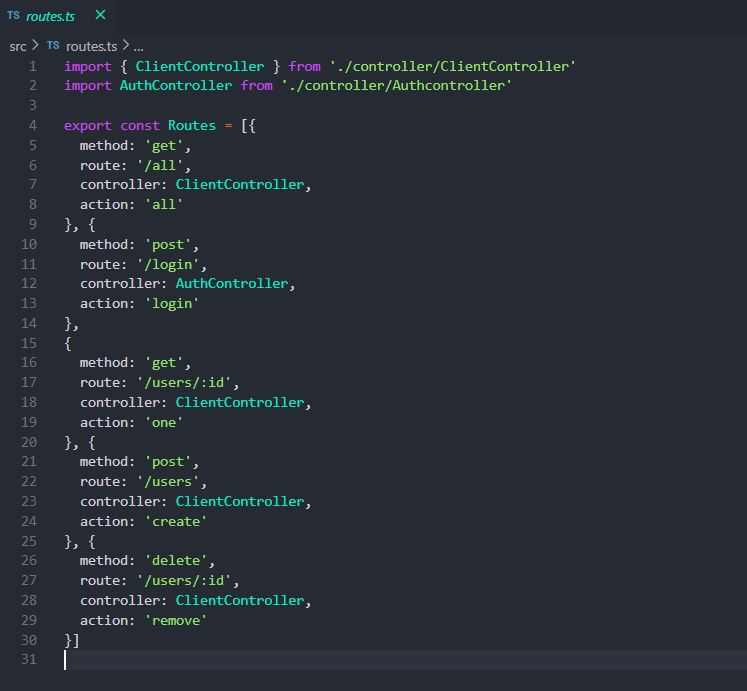 TS routes.ts ×
src > TS routes.ts > ...
1 import { ClientController } from './controller/ClientController'
2 import AuthController from './controller/Authcontroller'
3
4 export const Routes = [{
5   method: 'get',
6   route: '/all',
7   controller: ClientController,
8   action: 'all'
9 }, {
10   method: 'post',
11   route: '/login',
12   controller: AuthController,
13   action: 'login'
14 },
15 {
16   method: 'get',
17   route: '/users/:id',
18   controller: ClientController,
19   action: 'one'
20 }, {
21   method: 'post',
22   route: '/users',
23   controller: ClientController,
24   action: 'create'
25 }, {
26   method: 'delete',
27   route: '/users/:id',
28   controller: ClientController,
29   action: 'remove'
30 }]
31